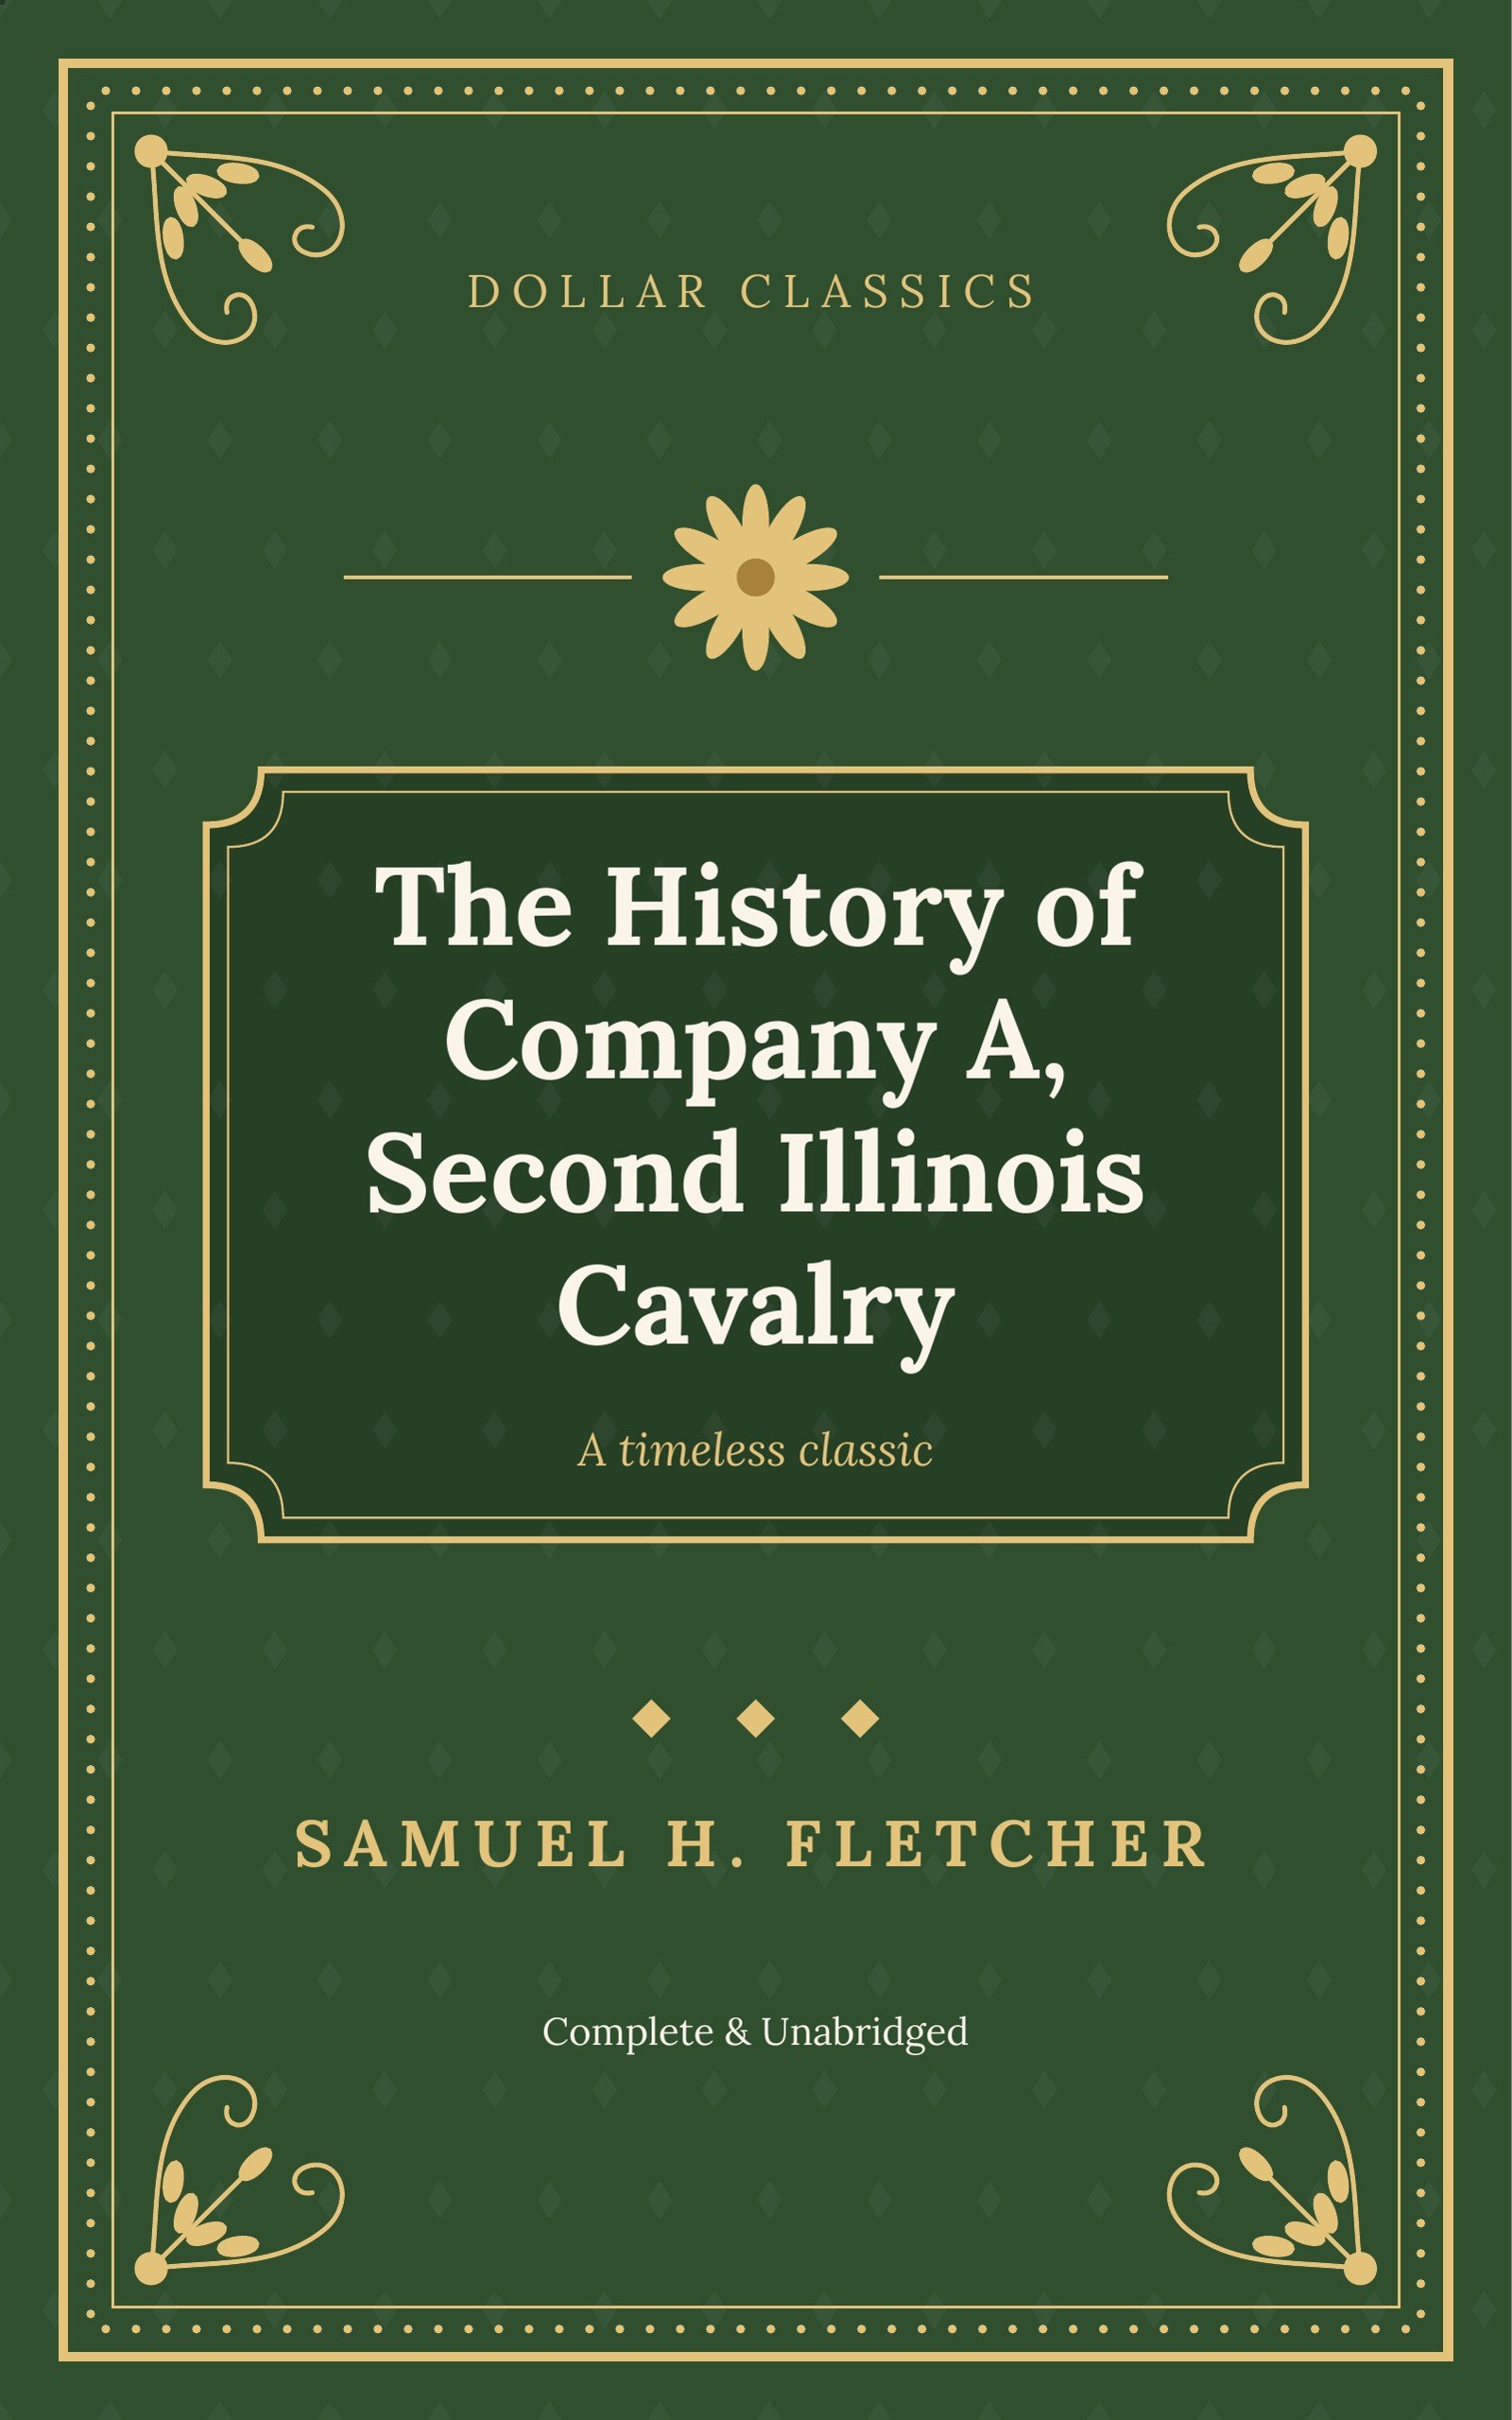 DOLLAR CLASSICS
The History of
Company A,
Second Illinois
Cavalry
A timeless classic
SAMUEL H. FLETCHER
Complete & Unabridged